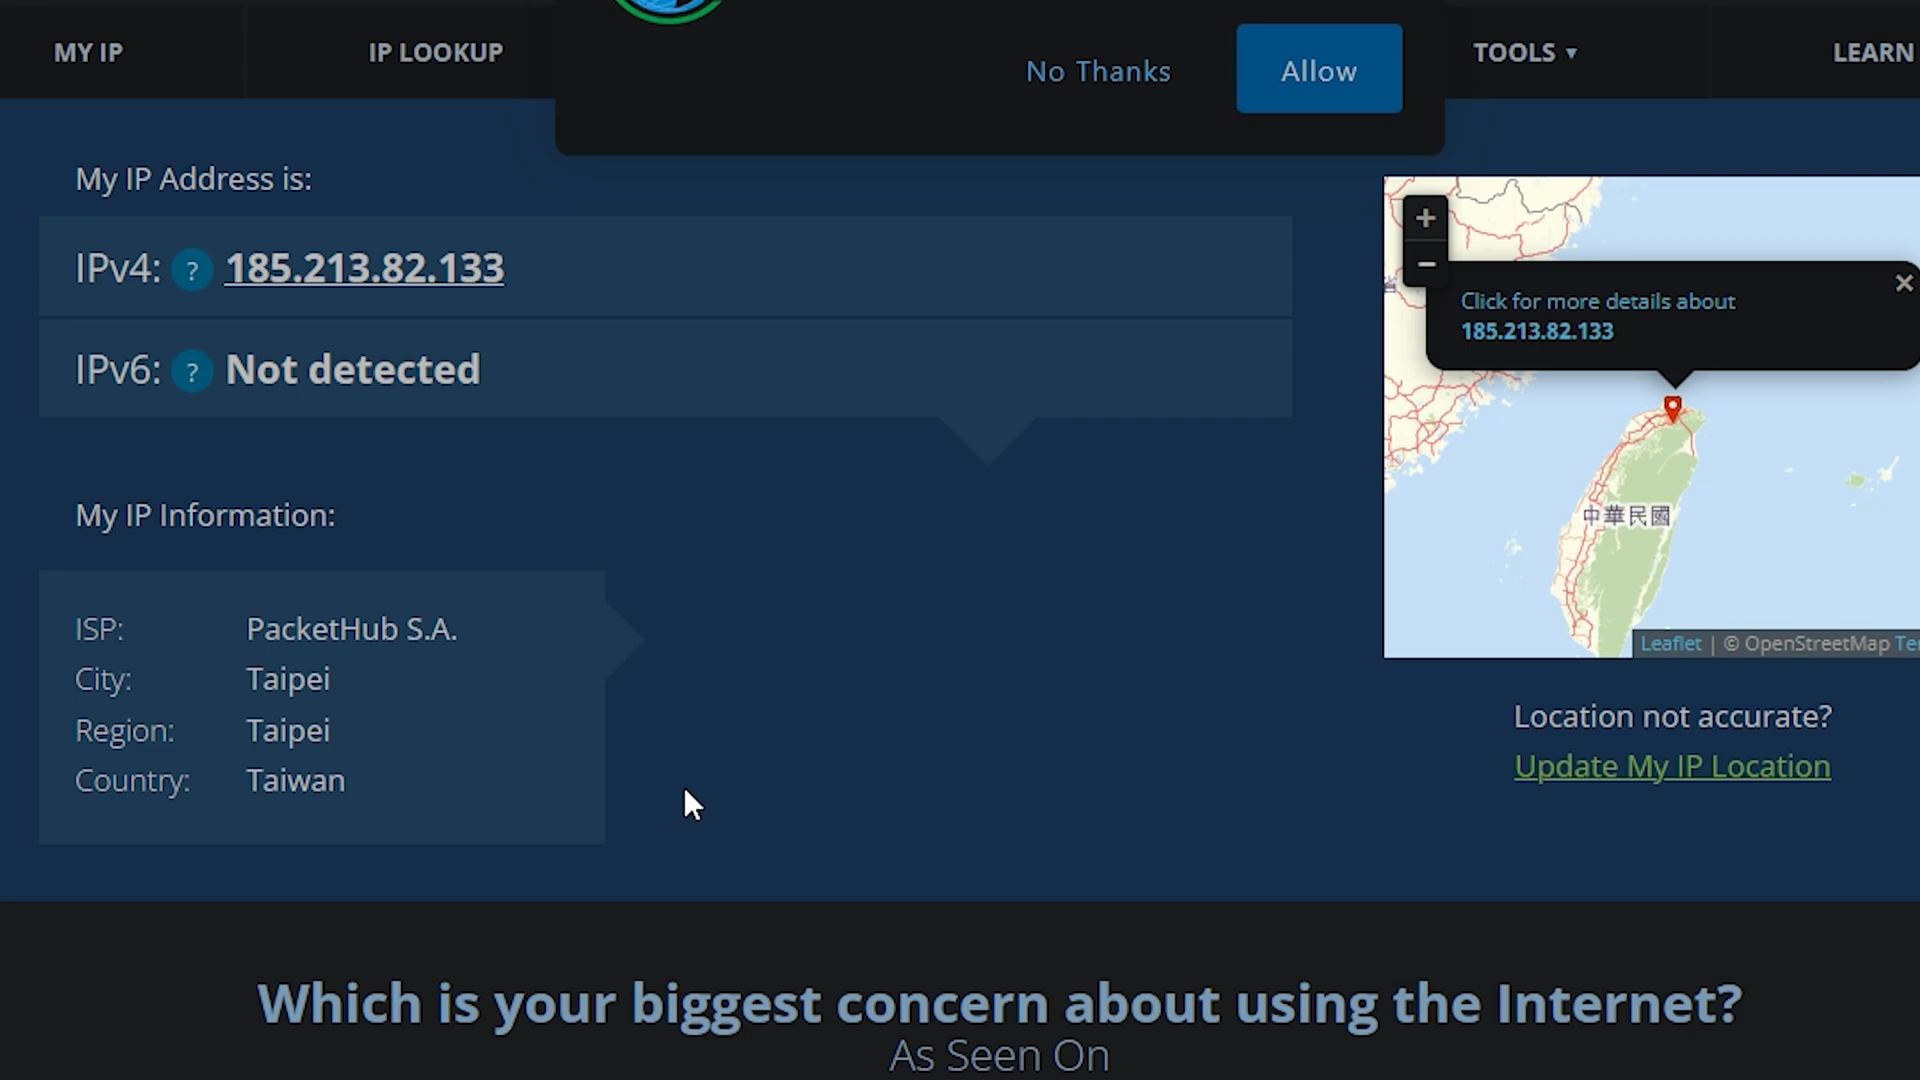 MY IP
IP LOOKUP
No Thanks
Allow
TOOLS ▼
LEARN
My IP Address is:
IPv4: ? 185.213.82.133
IPv6: ? Not detected
+
−
Click for more details about
185.213.82.133
×
中華民國
Leaflet | © OpenStreetMap
Location not accurate?
Update My IP Location
My IP Information:
ISP: PacketHub S.A.
City: Taipei
Region: Taipei
Country: Taiwan
Which is your biggest concern about using the Internet?
As Seen On